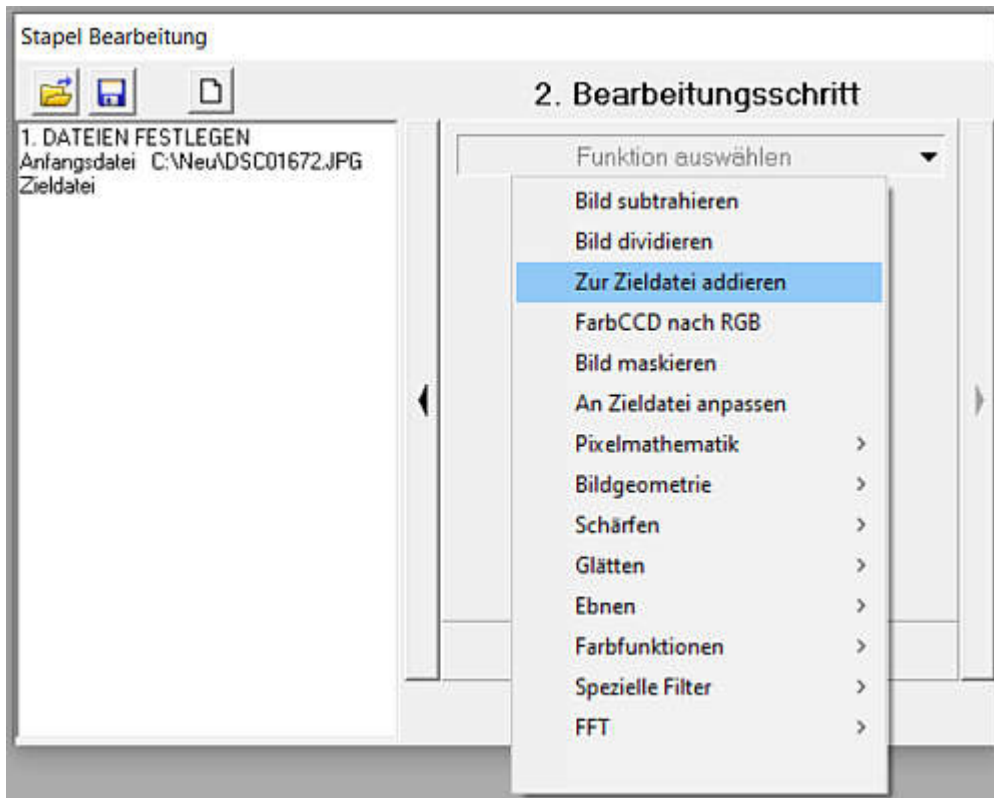 Stapel Bearbeitung
2. Bearbeitungsschritt
1. DATEIEN FESTLEGEN
Anfangsdatei C:\Neu\DSC01672.JPG
Zieldatei
Funktion auswählen
Bild subtrahieren
Bild dividieren
Zur Zieldatei addieren
FarbCCD nach RGB
Bild maskieren
An Zieldatei anpassen
Pixelmathematik
Bildgeometrie
Schärfen
Glätten
Ebnen
Farbfunktionen
Spezielle Filter
FFT